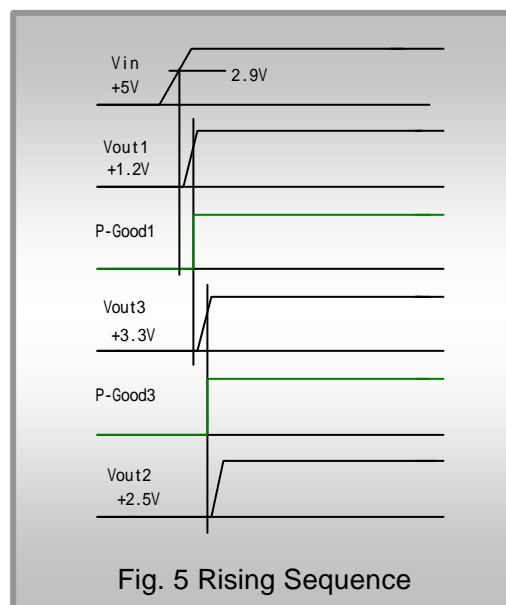 Vin
+5V
2.9V
Vout1
+1.2V
P-Good1
Vout3
+3.3V
P-Good3
Vout2
+2.5V
Fig. 5 Rising Sequence